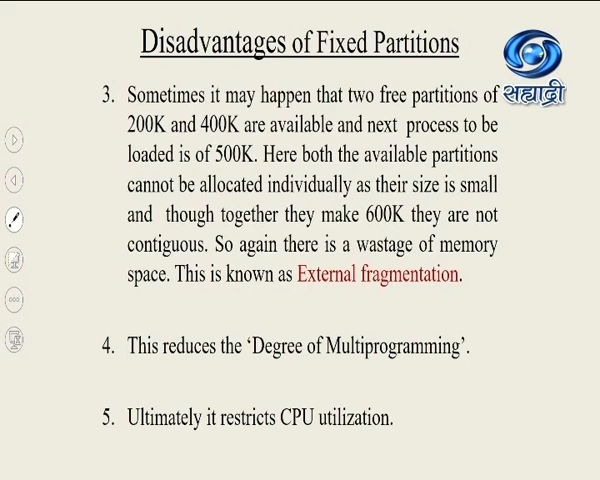 Disadvantages of Fixed Partitions
सह्याद्री
3. Sometimes it may happen that two free partitions of
200K and 400K are available and next process to be
loaded is of 500K. Here both the available partitions
cannot be allocated individually as their size is small
and though together they make 600K they are not
contiguous. So again there is a wastage of memory
space. This is known as External fragmentation.
4. This reduces the ‘Degree of Multiprogramming’.
5. Ultimately it restricts CPU utilization.